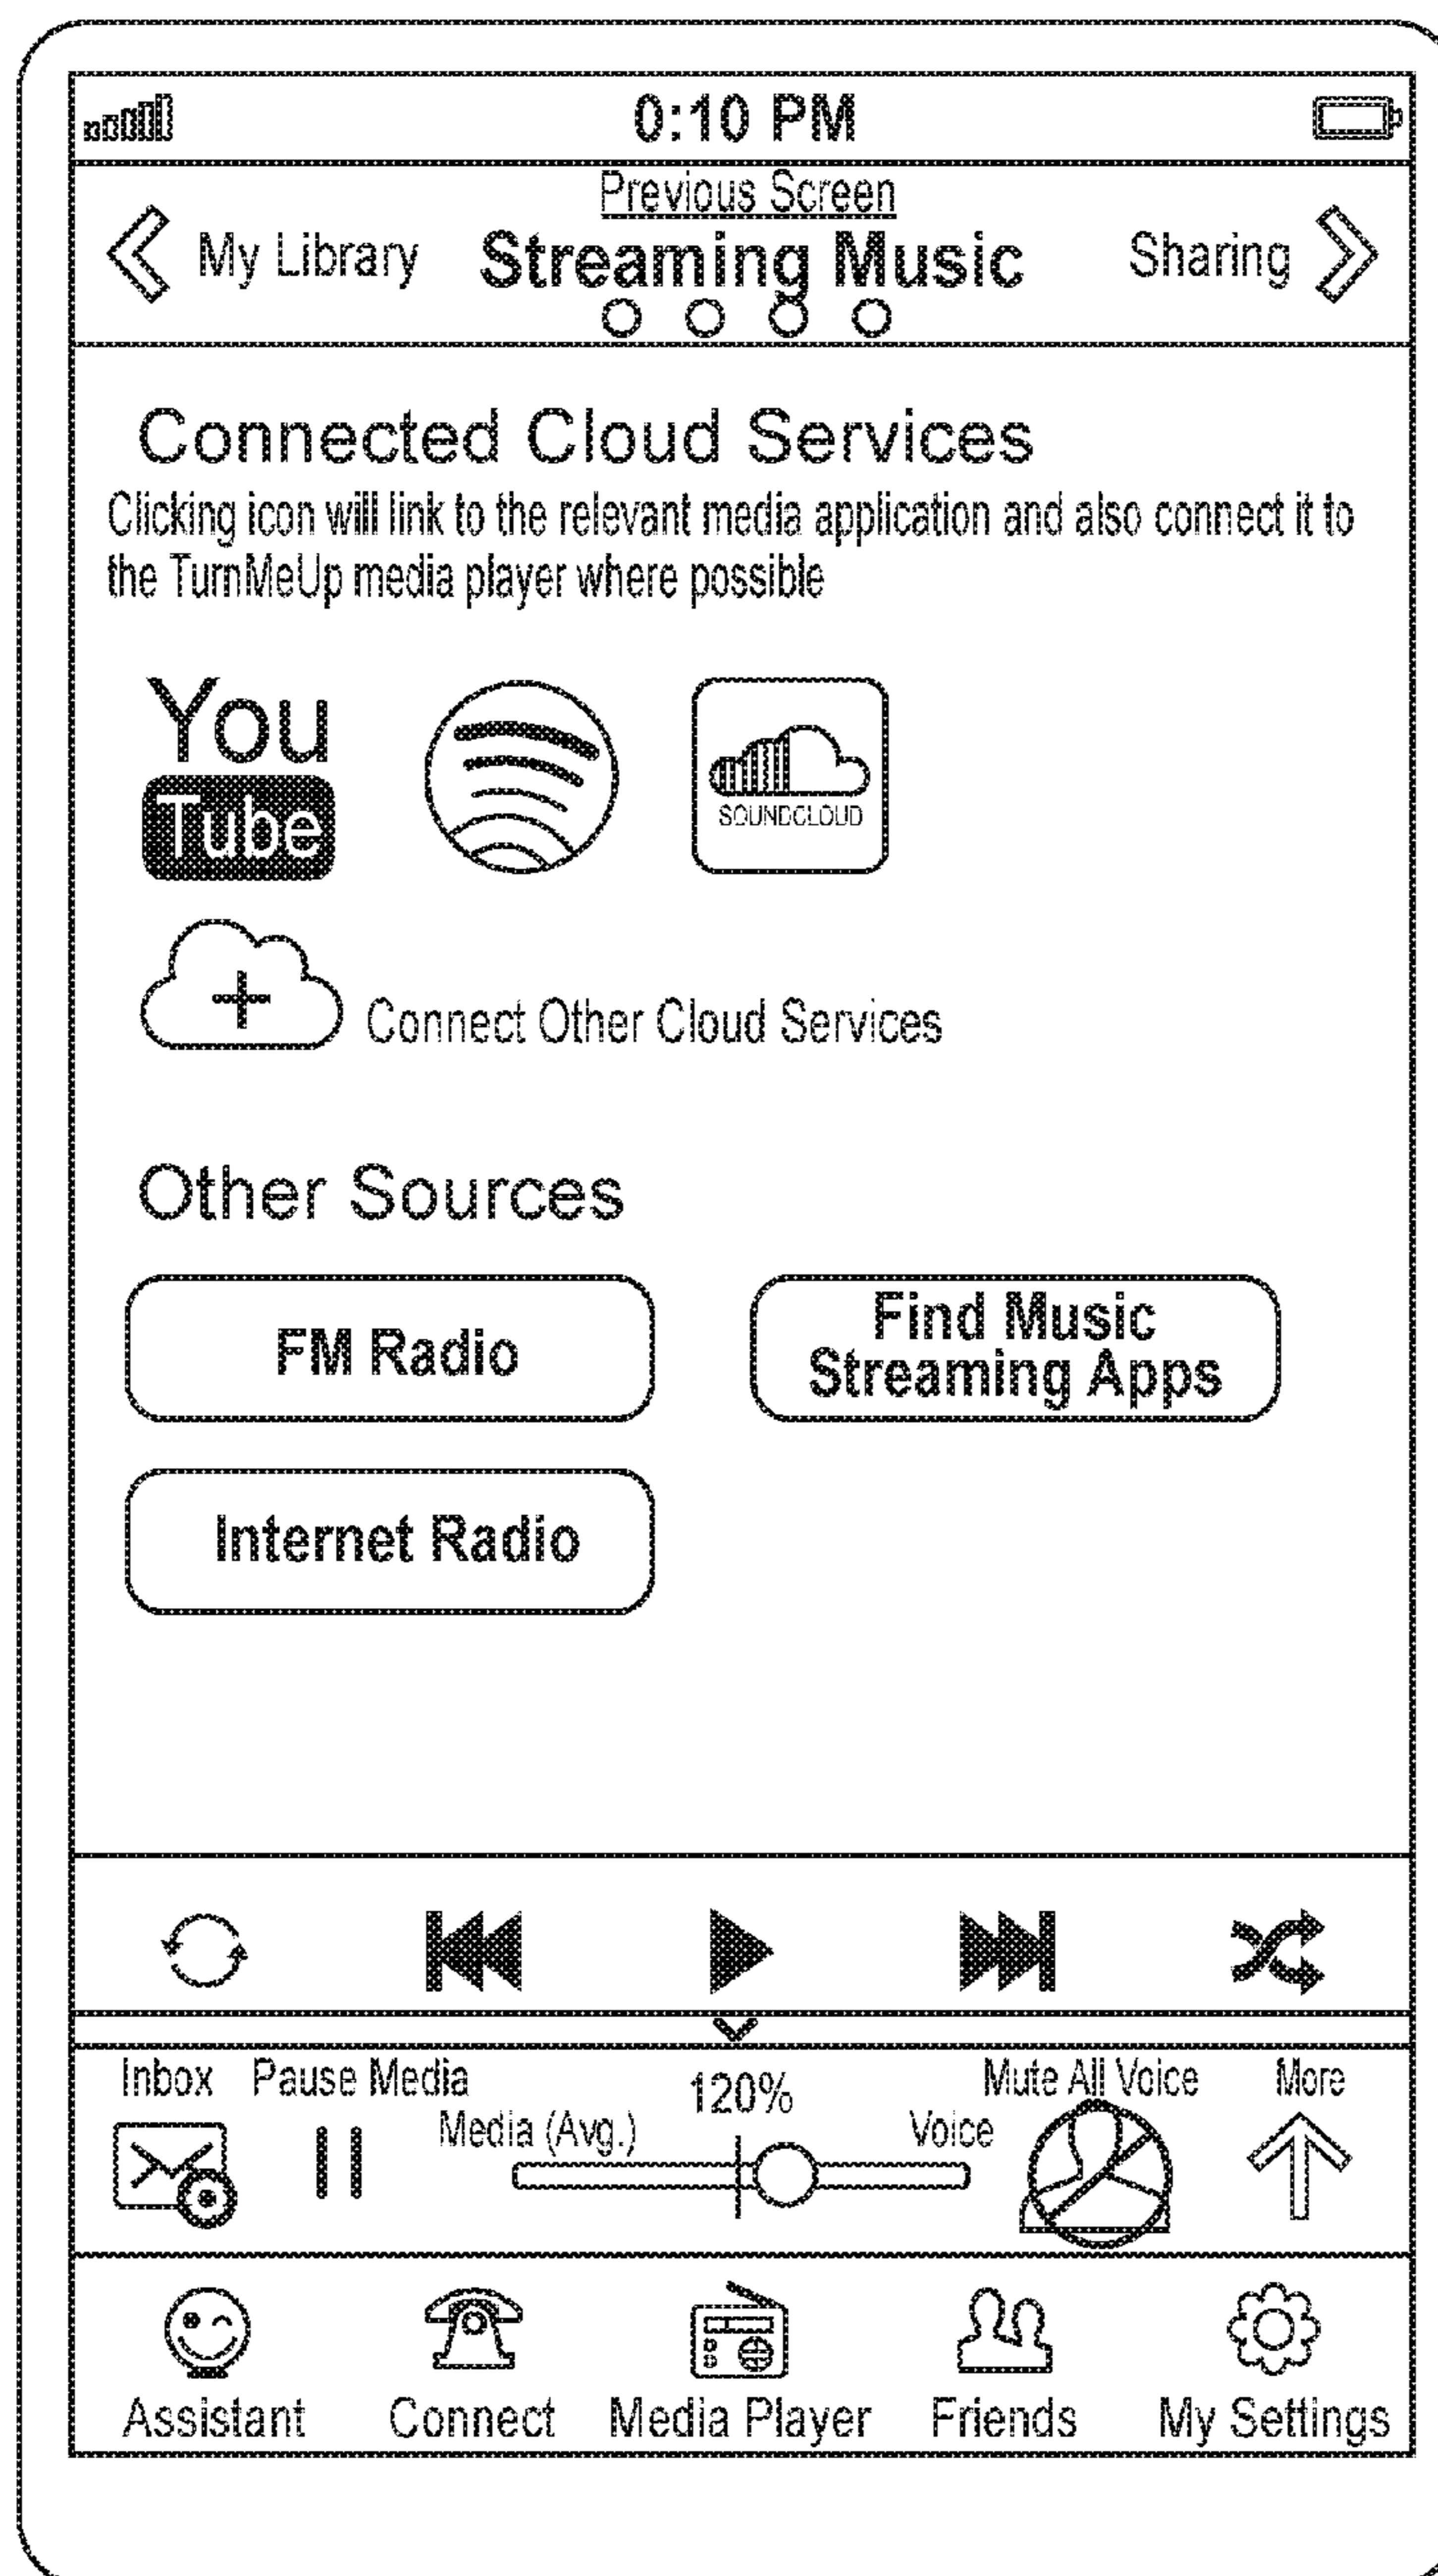 0:10 PM
Previous Screen
My Library Streaming Music Sharing
Connected Cloud Services
Clicking icon will link to the relevant media application and also connect it to
the TurnMeUp media player where possible
You
Tube
SOUNDCLOUD
Connect Other Cloud Services
Other Sources
FM Radio
Find Music
Streaming Apps
Internet Radio
Inbox Pause Media 120% Mute All Voice More
Media (Avg.) Voice
Assistant Connect Media Player Friends My Settings